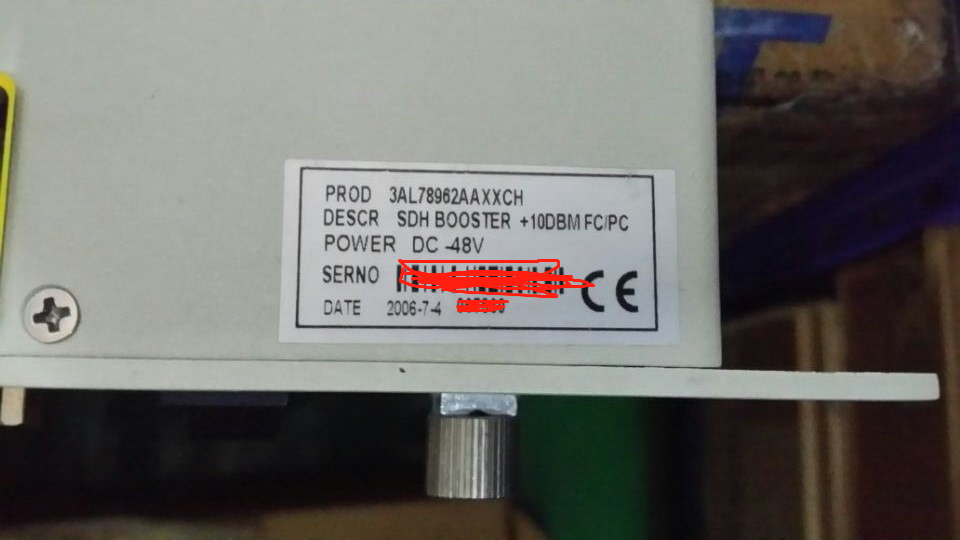 PROD 3AL78962AAXXCH
DESCR SDH BOOSTER +10DBM FC/PC
POWER DC -48V
SERNO
CE
DATE 2006-7-4